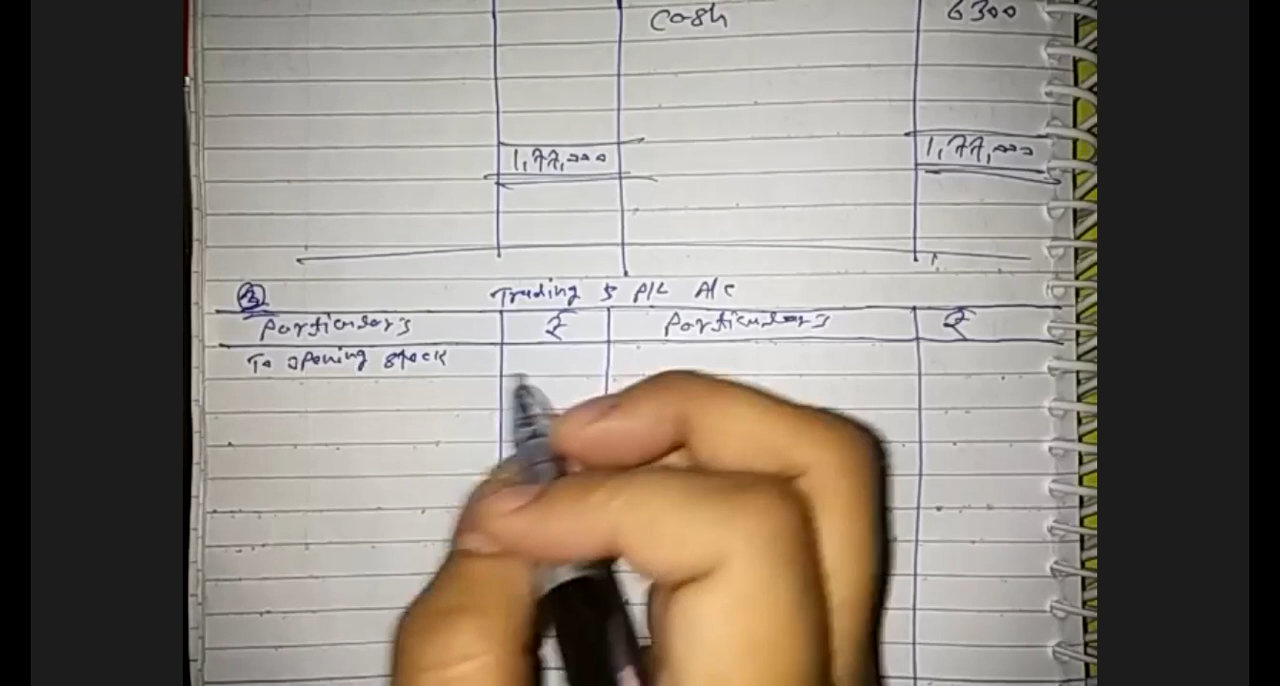 Cash 6300
1,77,000 1,77,000
3 Trading & P/L A/c
Particulars ₹ Particulars ₹
To opening stock